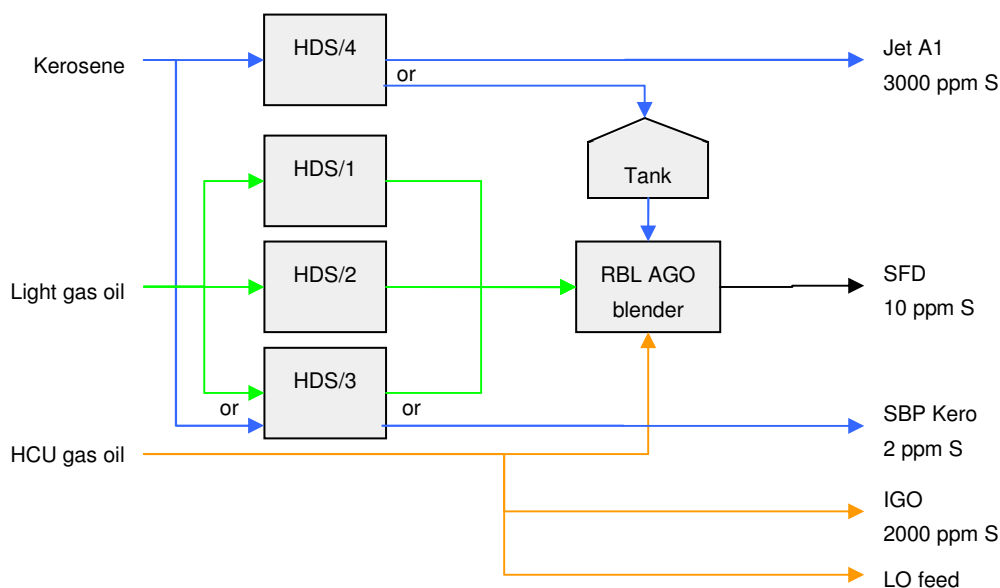 HDS/4
Kerosene
or
Jet A1
3000 ppm S
HDS/1
Tank
HDS/2
Light gas oil
RBL AGO
blender
SFD
10 ppm S
HDS/3
or
or
SBP Kero
2 ppm S
HCU gas oil
IGO
2000 ppm S
LO feed